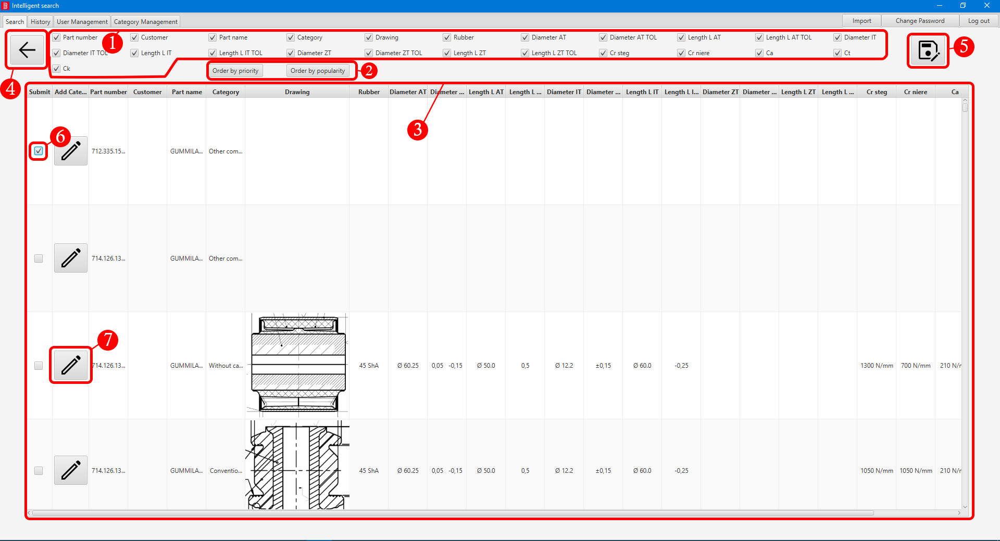 Intelligent search
Search History User Management Category Management Import Change Password Log out
Part number Customer Part name Category Drawing Rubber Diameter AT Diameter AT TOL Length L AT Length L AT TOL Diameter IT
1
Diameter IT TOL Length L IT Length L IT TOL Diameter ZT Diameter ZT TOL Length L ZT Length L ZT TOL Cr steg Cr niere Ca Ct
5
Ck
Order by priority Order by popularity
2
4
Submit Add Cate... Part number Customer Part name Category Drawing Rubber Diameter AT Diameter ... Length L AT Length L ... Diameter IT Diameter ... Length L IT Length L I... Diameter ZT Diameter ... Length L ZT Length L ... Cr steg Cr niere Ca
3
6
712.335.15... GUMMILA... Other com...
714.126.13... GUMMILA... Other com...
7
714.126.13... GUMMILA... Without ca... 45 ShA Ø 60.25 0,05 -0,15 Ø 50.0 0,5 Ø 12.2 ±0,15 Ø 60.0 -0,25 1300 N/mm 700 N/mm 210 N/r
714.126.13... GUMMILA... Conventio... 45 ShA Ø 60.25 0,05 -0,15 Ø 50.0 0,5 Ø 12.2 ±0,15 Ø 60.0 -0,25 1050 N/mm 1050 N/mm 210 N/r